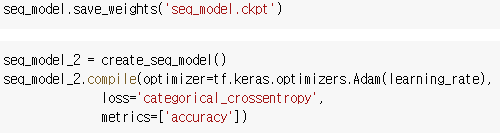 seq_model.save_weights('seq_model.ckpt')
seq_model_2 = create_seq_model()
seq_model_2.compile(optimizer=tf.keras.optimizers.Adam(learning_rate),
loss='categorical_crossentropy',
metrics=['accuracy'])